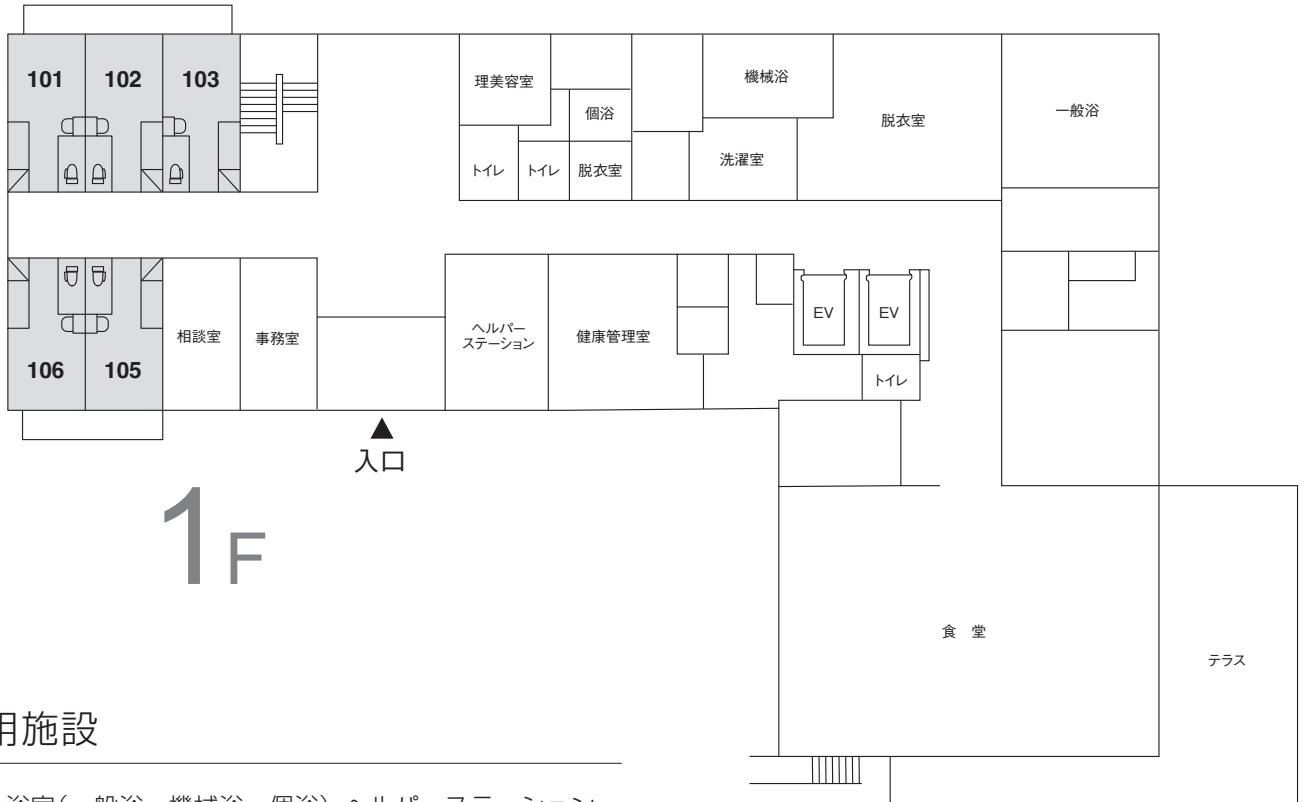 101
102
103
理美容室
機械浴
個浴
脱衣室
一般浴
トイレ
トイレ
脱衣室
洗濯室
相談室
事務室
ヘルパー
ステーション
健康管理室
EV
EV
106
105
トイレ
入口
1F
食 堂
テラス
用施設